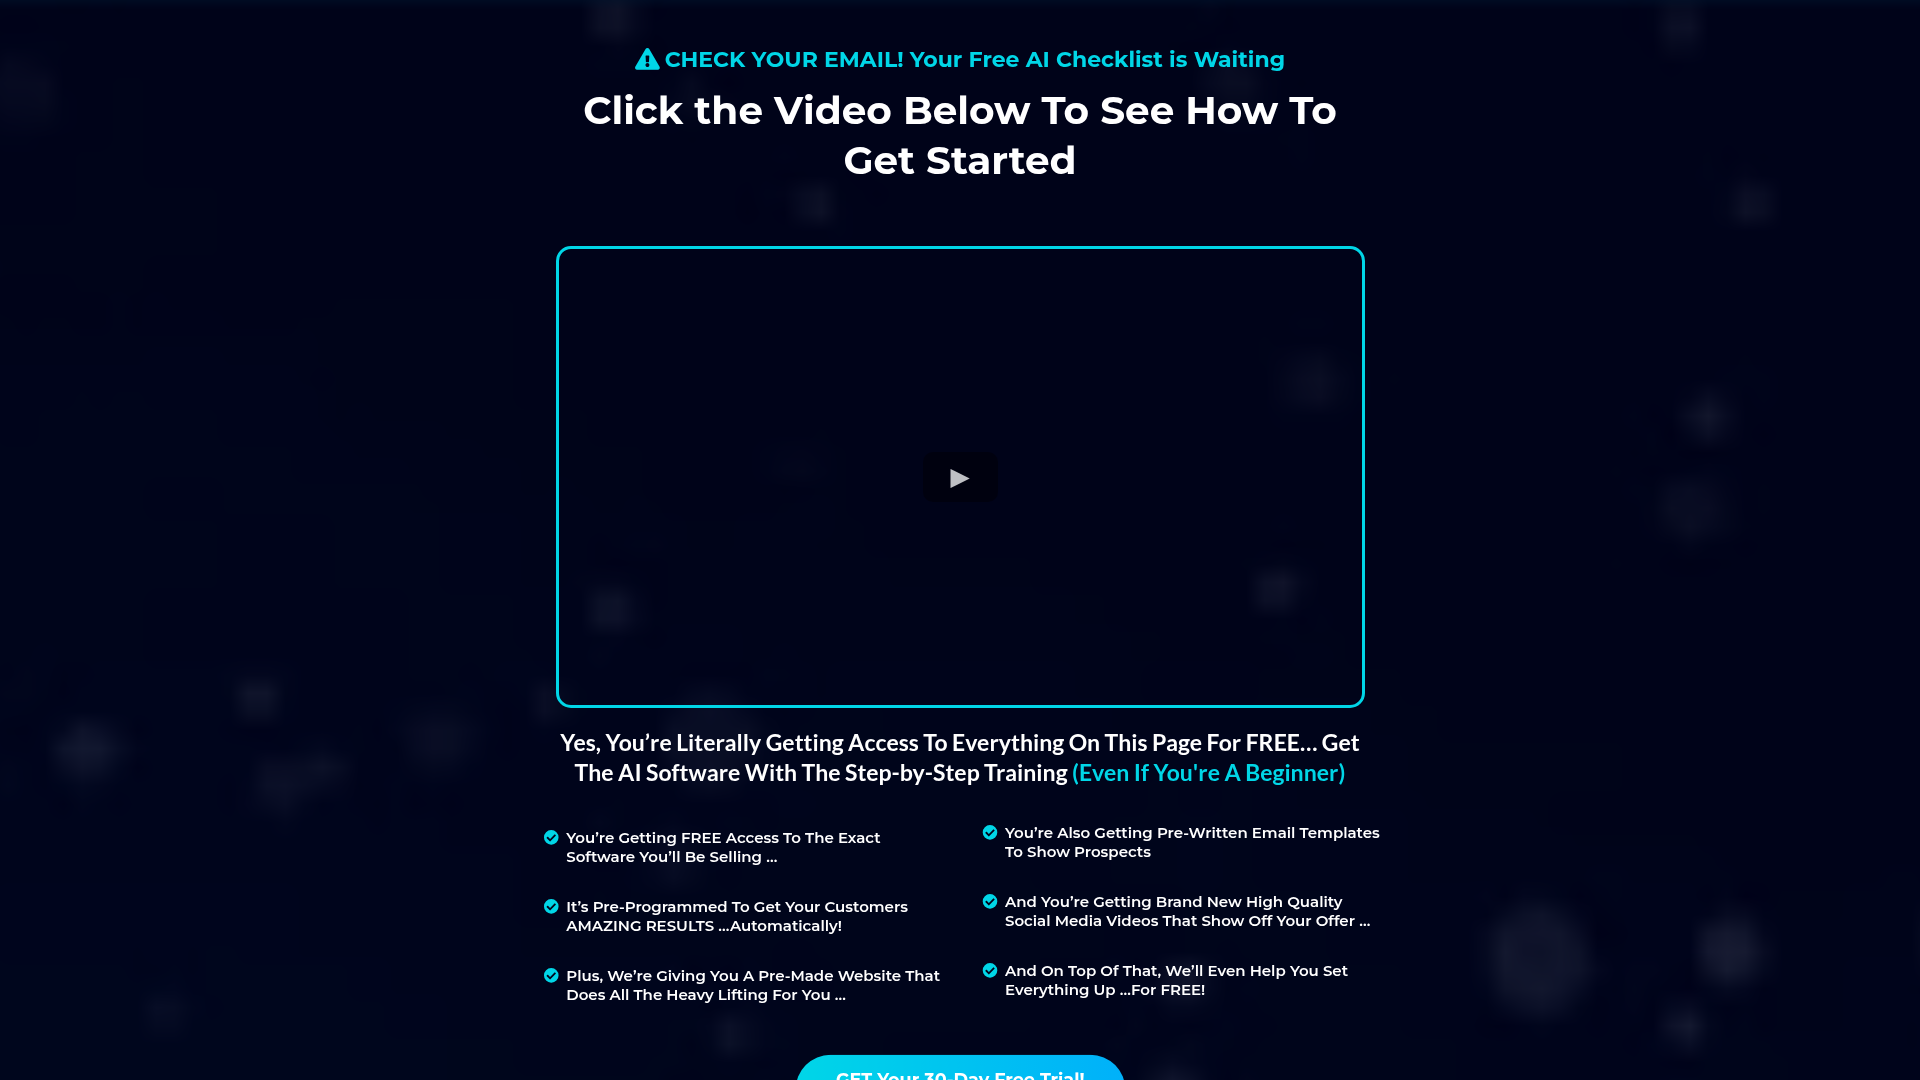 CHECK YOUR EMAIL! Your Free AI Checklist is Waiting
Click the Video Below To See How To
Get Started
Yes, You’re Literally Getting Access To Everything On This Page For FREE… Get
The AI Software With The Step-by-Step Training (Even If You're A Beginner)
You’re Getting FREE Access To The Exact
Software You’ll Be Selling ...
It’s Pre-Programmed To Get Your Customers
AMAZING RESULTS ...Automatically!
Plus, We’re Giving You A Pre-Made Website That
Does All The Heavy Lifting For You ...
You’re Also Getting Pre-Written Email Templates
To Show Prospects
And You’re Getting Brand New High Quality
Social Media Videos That Show Off Your Offer ...
And On Top Of That, We’ll Even Help You Set
Everything Up ...For FREE!
GET Your 30-Day Free Trial!